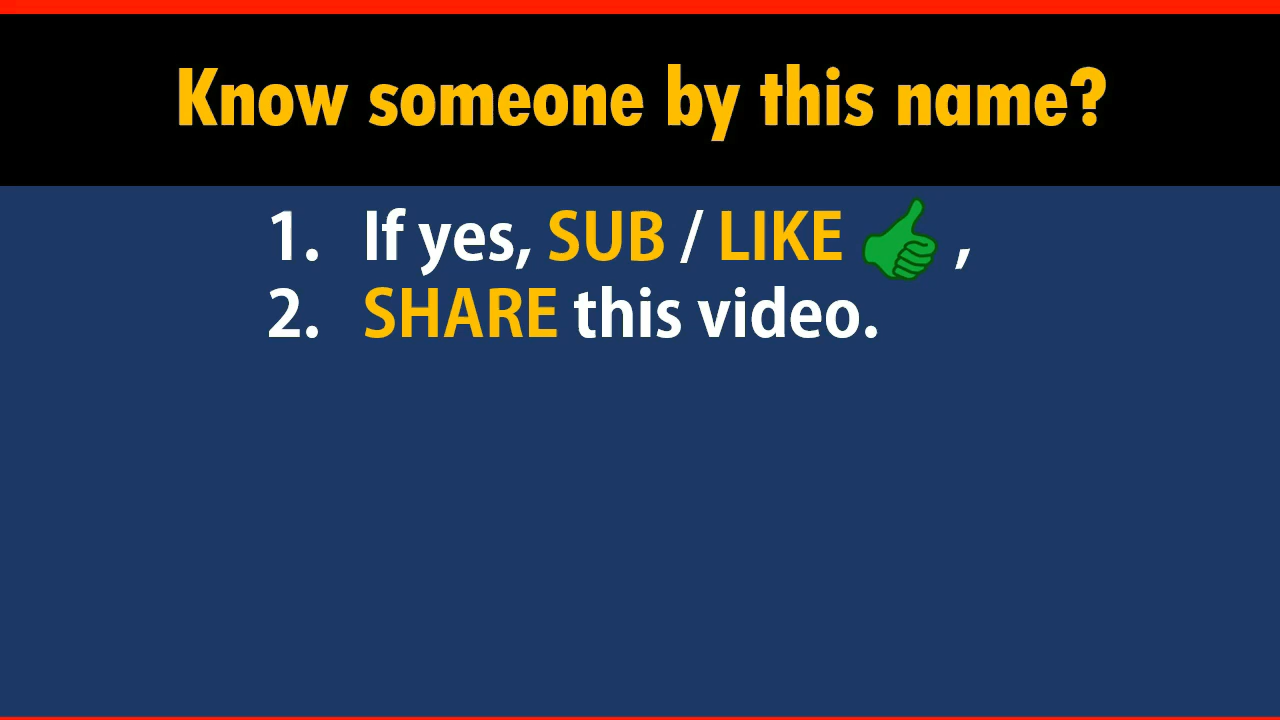 Know someone by this name?
1. If yes, SUB / LIKE ,
2. SHARE this video.